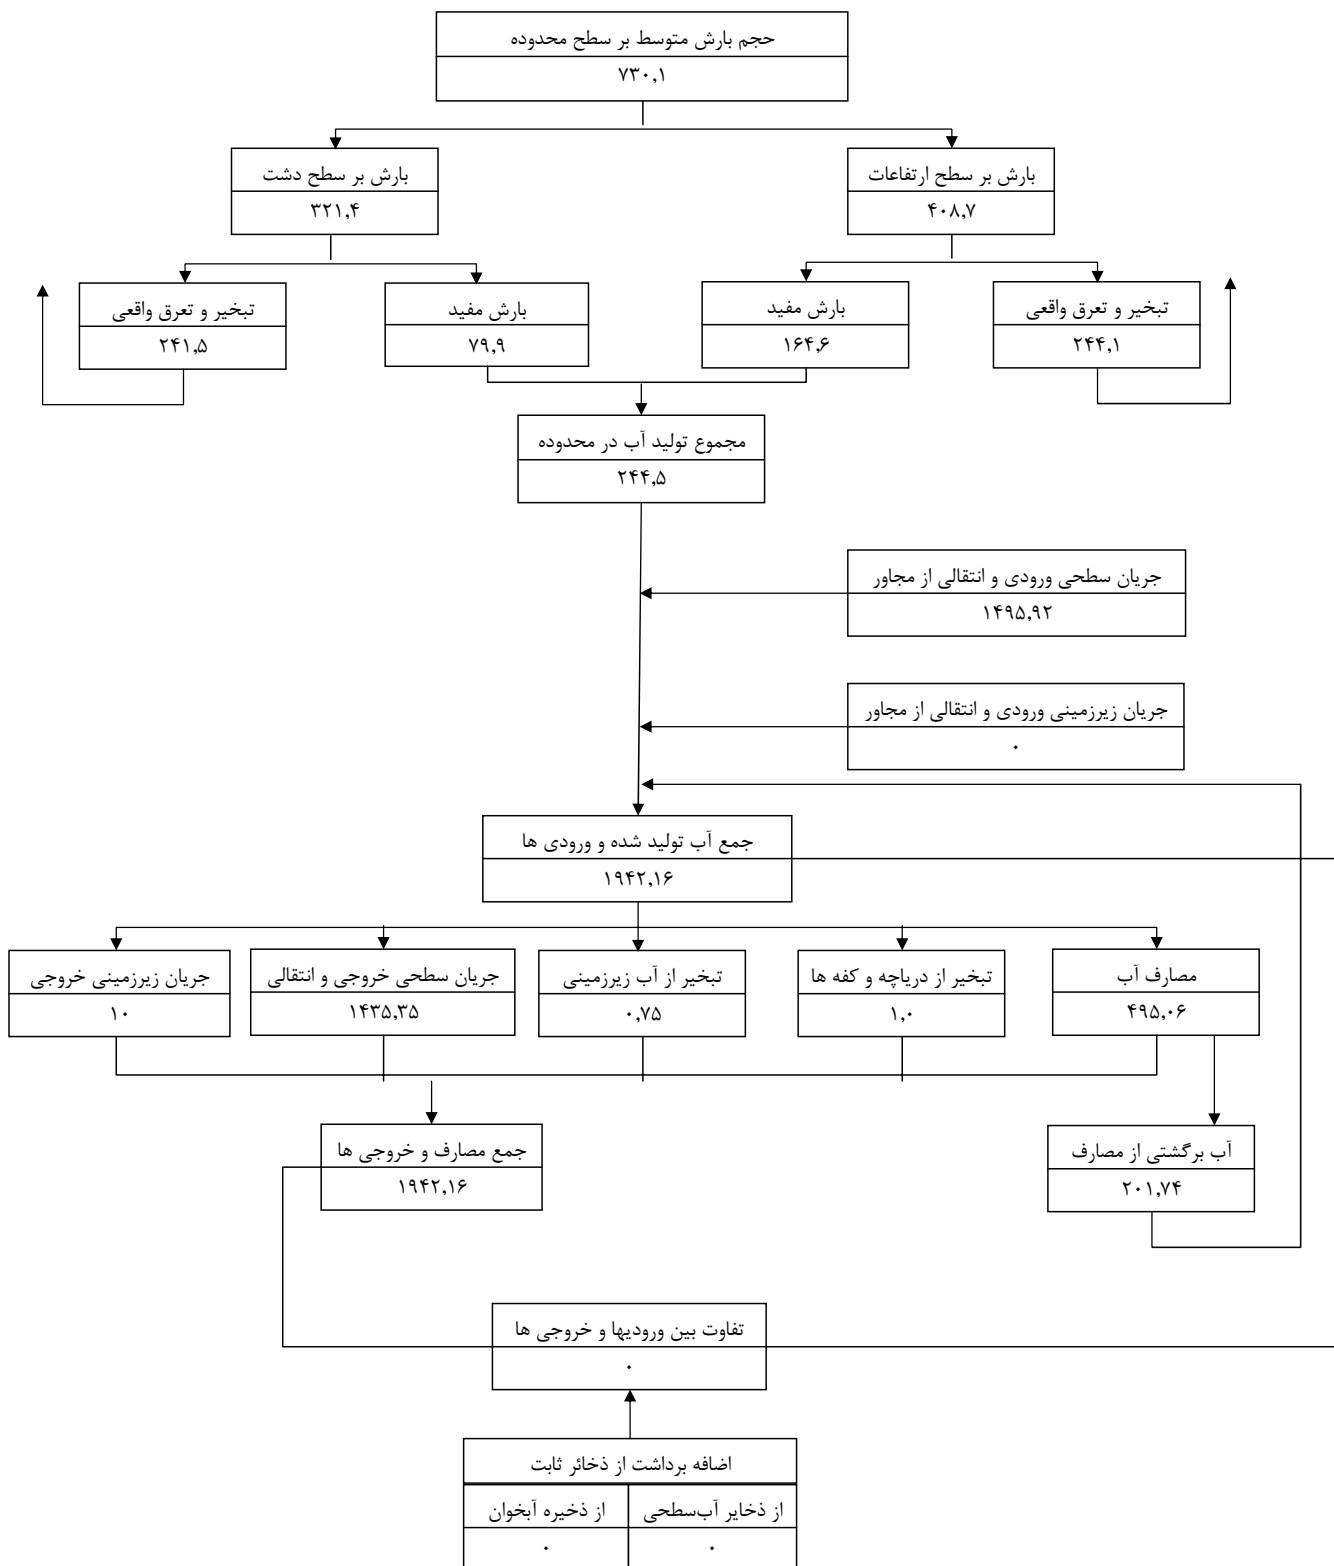 حجم بارش متوسط بر سطح محدوده
۷۳۰,۱
بارش بر سطح ارتفاعات
۴۰۸,۷
بارش بر سطح دشت
۳۲۱,۴
تبخیر و تعرق واقعی
۲۴۴,۱
بارش مفید
۱۶۴,۶
بارش مفید
۷۹,۹
تبخیر و تعرق واقعی
۲۴۱,۵
مجموع تولید آب در محدوده
۲۴۴,۵
جریان سطحی ورودی و انتقالی از مجاور
۱۴۹۵,۹۲
جریان زیرزمینی ورودی و انتقالی از مجاور
۰
جمع آب تولید شده و ورودی ها
۱۹۴۲,۱۶
مصارف آب
۴۹۵,۰۶
تبخیر از دریاچه و کفه ها
۱,۰
تبخیر از آب زیرزمینی
۰,۷۵
جریان سطحی خروجی و انتقالی
۱۴۳۵,۳۵
جریان زیرزمینی خروجی
۱۰
آب برگشتی از مصارف
۲۰۱,۷۴
جمع مصارف و خروجی ها
۱۹۴۲,۱۶
تفاوت بین ورودیها و خروجی ها
۰
اضافه برداشت از ذخائر ثابت
از ذخایر آب‌سطحی
۰
از ذخیره آبخوان
۰